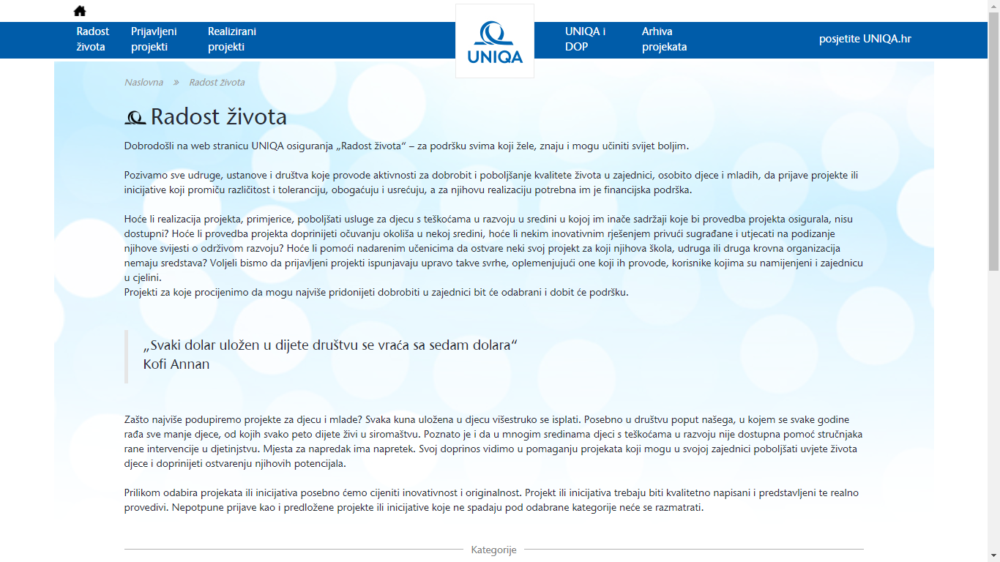 Radost života
Prijavljeni projekti
Realizirani projekti
UNIQA
UNIQA i DOP
Arhiva projekata
posjetite UNIQA.hr
Naslovna » Radost života
Radost života
Dobrodošli na web stranicu UNIQA osiguranja „Radost života“ – za podršku svima koji žele, znaju i mogu učiniti svijet boljim.
Pozivamo sve udruge, ustanove i društva koje provode aktivnosti za dobrobit i poboljšanje kvalitete života u zajednici, osobito djece i mladih, da prijave projekte ili
inicijative koji promiču različitost i toleranciju, obogaćuju i usrećuju, a za njihovu realizaciju potrebna im je financijska podrška.
Hoće li realizacija projekta, primjerice, poboljšati usluge za djecu s teškoćama u razvoju u sredini u kojoj im inače sadržaji koje bi provedba projekta osigurala, nisu
dostupni? Hoće li provedba projekta doprinijeti očuvanju okoliša u nekoj sredini, hoće li nekim inovativnim rješenjem privući sugrađane i utjecati na podizanje
njihove svijesti o održivom razvoju? Hoće li pomoći nadarenim učenicima da ostvare neki svoj projekt za koji njihova škola, udruga ili druga krovna organizacija
nemaju sredstava? Voljeli bismo da prijavljeni projekti ispunjavaju upravo takve svrhe, oplemenjujući one koji ih provode, korisnike kojima su namijenjeni i zajednicu
u cjelini.
Projekti za koje procijenimo da mogu najviše pridonijeti dobrobiti u zajednici bit će odabrani i dobit će podršku.
„Svaki dolar uložen u dijete društvu se vraća sa sedam dolara“
Kofi Annan
Zašto najviše podupiremo projekte za djecu i mlade? Svaka kuna uložena u djecu višestruko se isplati. Posebno u društvu poput našega, u kojem se svake godine
rađa sve manje djece, od kojih svako peto dijete živi u siromaštvu. Poznato je i da u mnogim sredinama djeci s teškoćama u razvoju nije dostupna pomoć stručnjaka
rane intervencije u djetinjstvu. Mjesta za napredak ima napretek. Svoj doprinos vidimo u pomaganju projekata koji mogu u svojoj zajednici poboljšati uvjete života
djece i doprinijeti ostvarenju njihovih potencijala.
Prilikom odabira projekata ili inicijativa posebno ćemo cijeniti inovativnost i originalnost. Projekt ili inicijativa trebaju biti kvalitetno napisani i predstavljeni te realno
provedivi. Nepotpune prijave kao i predložene projekte ili inicijative koje ne spadaju pod odabrane kategorije neće se razmatrati.
Kategorije